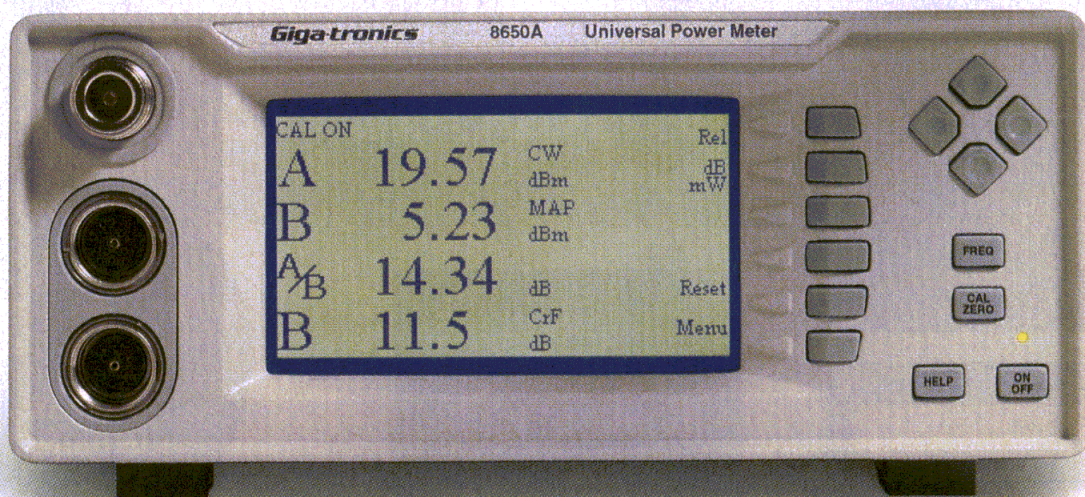 Giga-tronics 8650A Universal Power Meter
CAL ON
Rel
A 19.57 CW dBm
dB
mW
B 5.23 MAP dBm
A/B 14.34 dB
Reset
B 11.5 CrF dB
Menu
FREQ
CAL
ZERO
HELP
ON
OFF